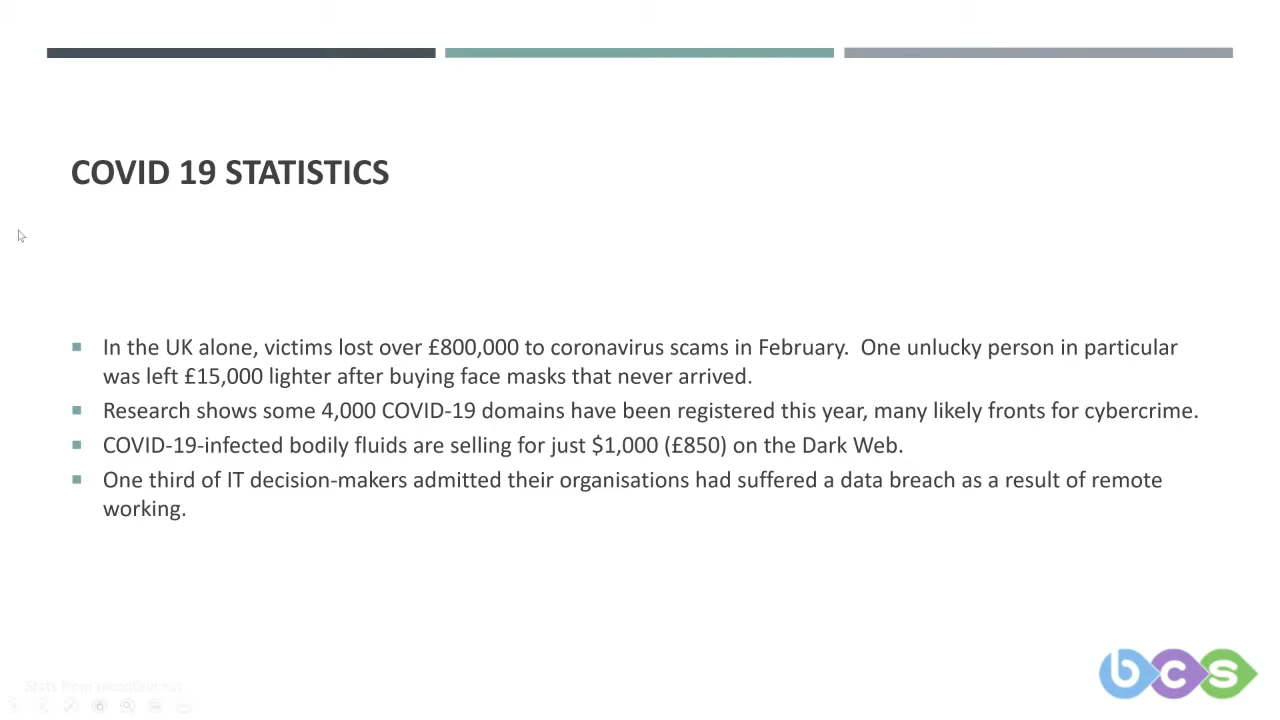 COVID 19 STATISTICS
In the UK alone, victims lost over £800,000 to coronavirus scams in February.  One unlucky person in particular
was left £15,000 lighter after buying face masks that never arrived.
Research shows some 4,000 COVID-19 domains have been registered this year, many likely fronts for cybercrime.
COVID-19-infected bodily fluids are selling for just $1,000 (£850) on the Dark Web.
One third of IT decision-makers admitted their organisations had suffered a data breach as a result of remote
working.
Stats from
bcs